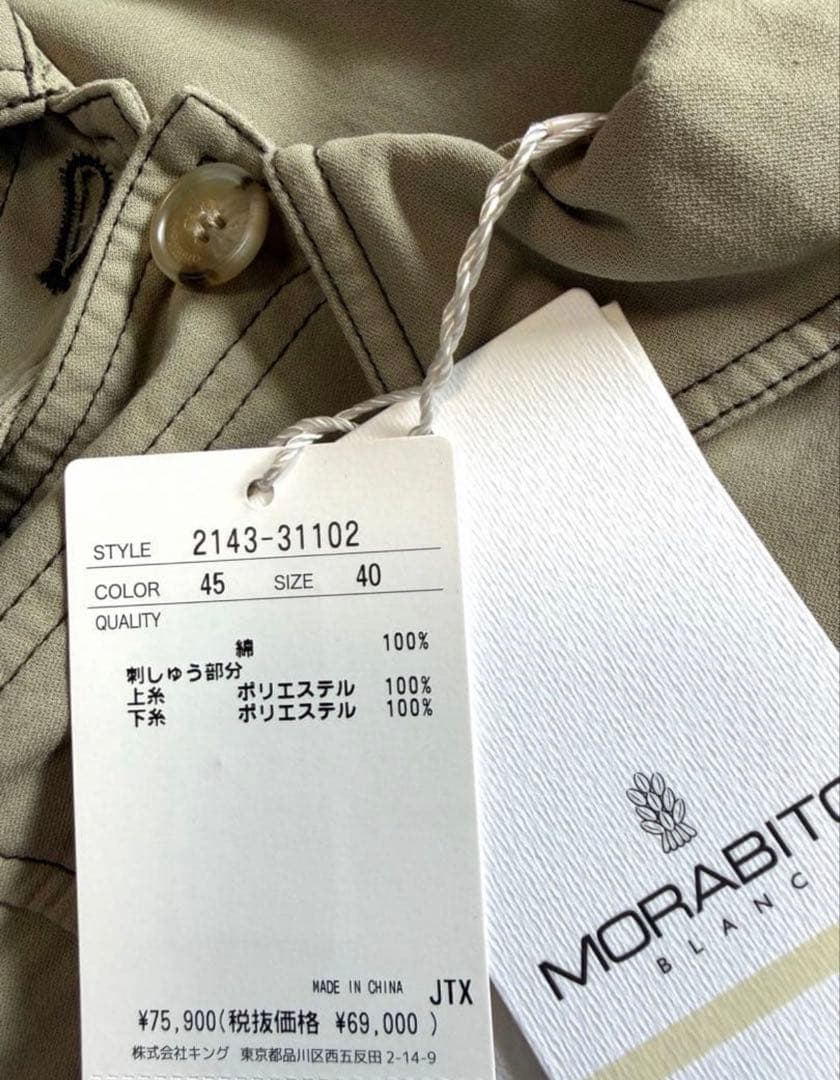 STYLE 2143-31102
COLOR 45 SIZE 40
QUALITY
綿 100%
刺しゅう部分
上糸 ポリエステル 100%
下糸 ポリエステル 100%
MADE IN CHINA JTX
¥75,900(税抜価格 ¥69,000 )
株式会社キング 東京都品川区西五反田 2-14-9
MORABITO
BLANC